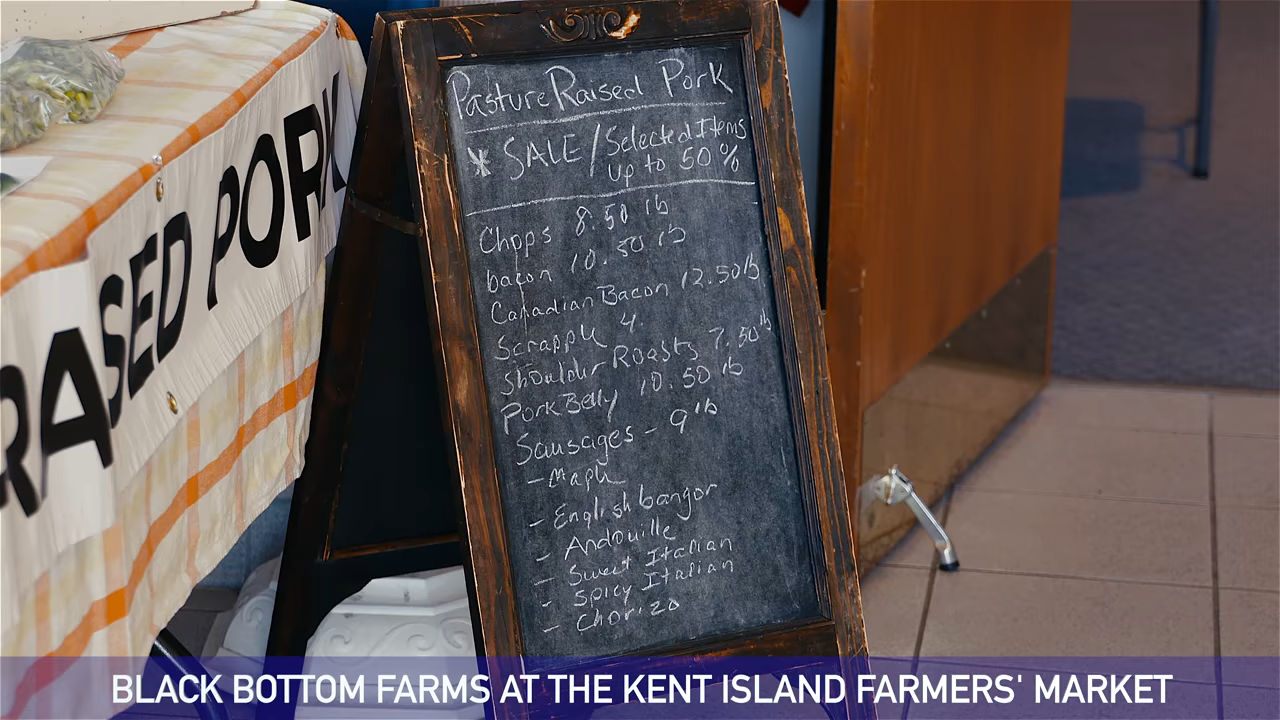 RAISED PORK
Pasture Raised Pork
* SALE / Selected Items
up to 50%
Chops 8.50 lb
bacon 10.50 lb
Canadian Bacon 12.50 lb
Scrapple 4.
Shoulder Roasts 7.50 lb
Pork Belly 10.50 lb
Sausages - 9 lb
- Maple
- English bangor
- Andouille
- Sweet Italian
- Spicy Italian
- Chorizo
BLACK BOTTOM FARMS AT THE KENT ISLAND FARMERS' MARKET